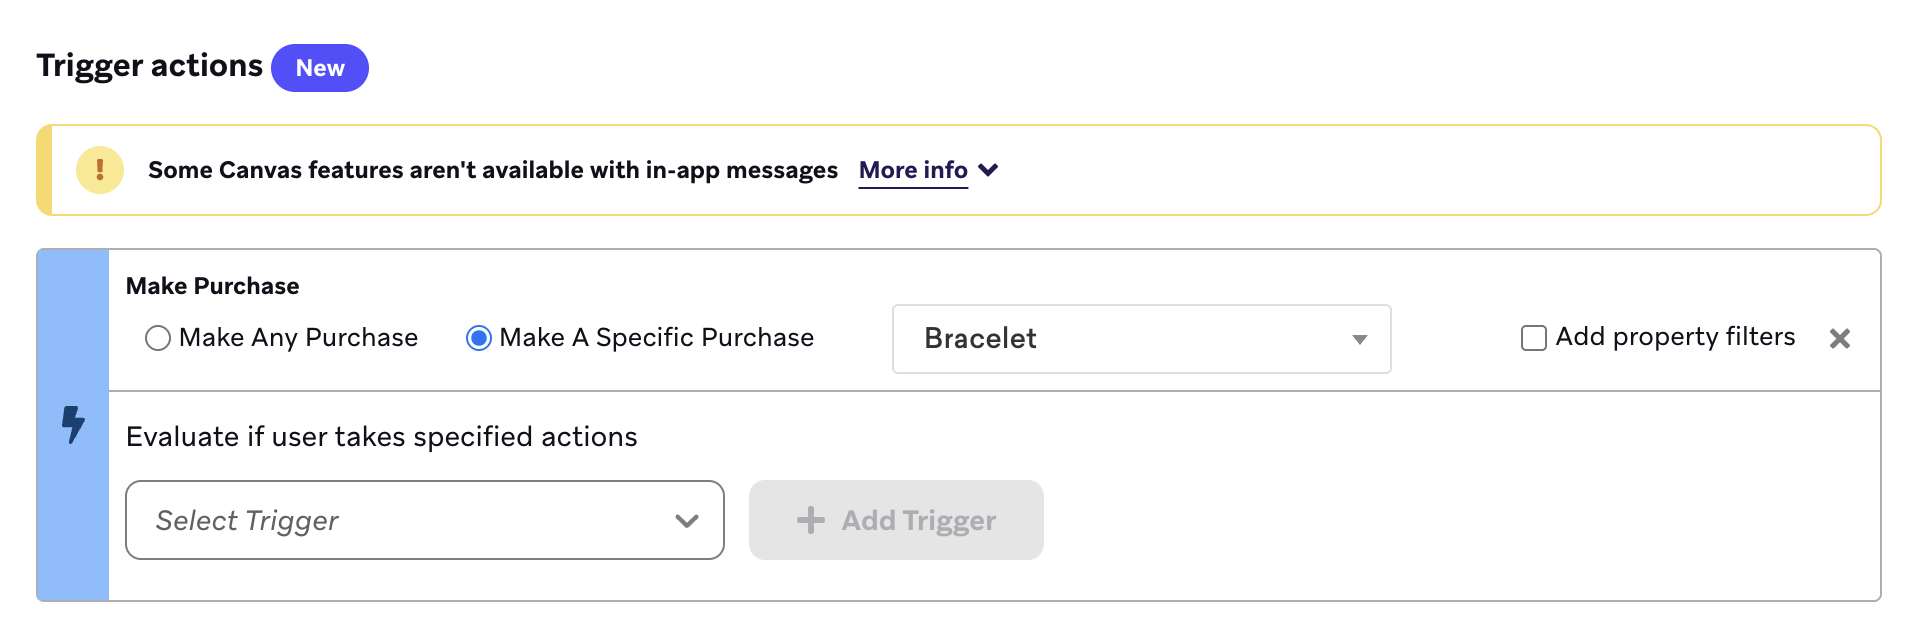 Trigger actions New
! Some Canvas features aren't available with in-app messages More info
Make Purchase
Make Any Purchase Make A Specific Purchase Bracelet Add property filters
Evaluate if user takes specified actions
Select Trigger Add Trigger